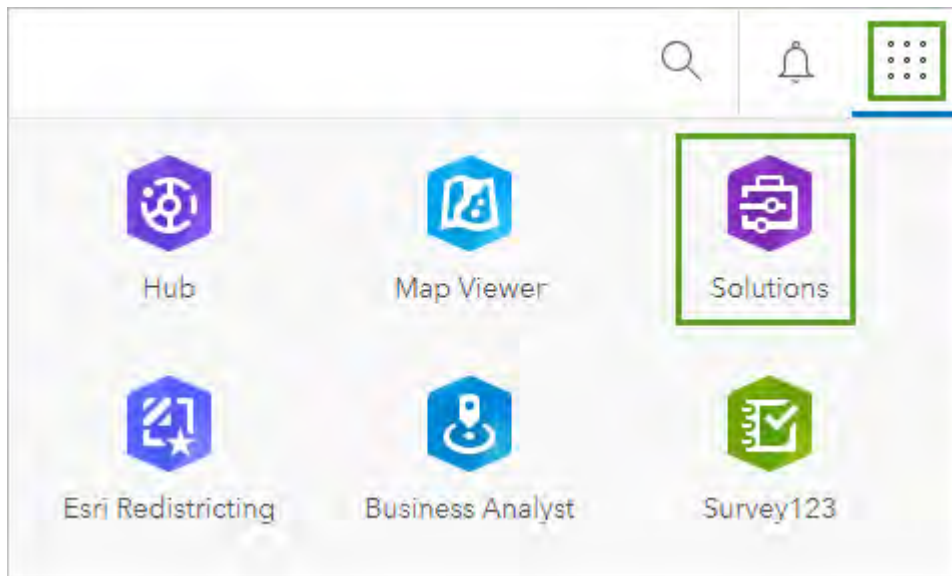 Hub
Map Viewer
Solutions
Esri Redistricting
Business Analyst
Survey123